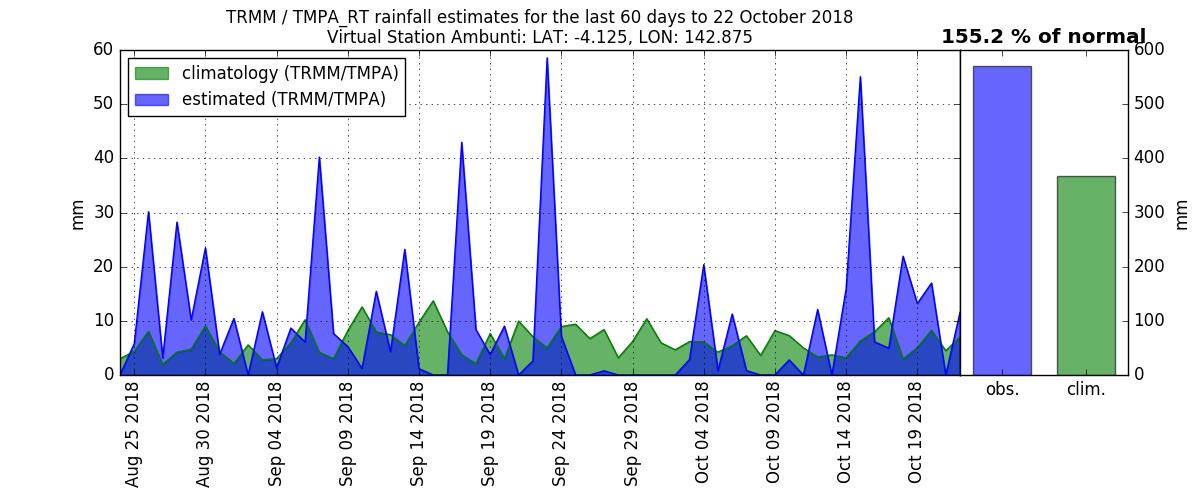 TRMM / TMPA_RT rainfall estimates for the last 60 days to 22 October 2018
Virtual Station Ambunti: LAT: -4.125, LON: 142.875
155.2 % of normal
climatology (TRMM/TMPA)
estimated (TRMM/TMPA)
60
50
40
30
20
10
0
mm
Aug 25 2018
Aug 30 2018
Sep 04 2018
Sep 09 2018
Sep 14 2018
Sep 19 2018
Sep 24 2018
Sep 29 2018
Oct 04 2018
Oct 09 2018
Oct 14 2018
Oct 19 2018
600
500
400
300
200
100
0
mm
obs.
clim.